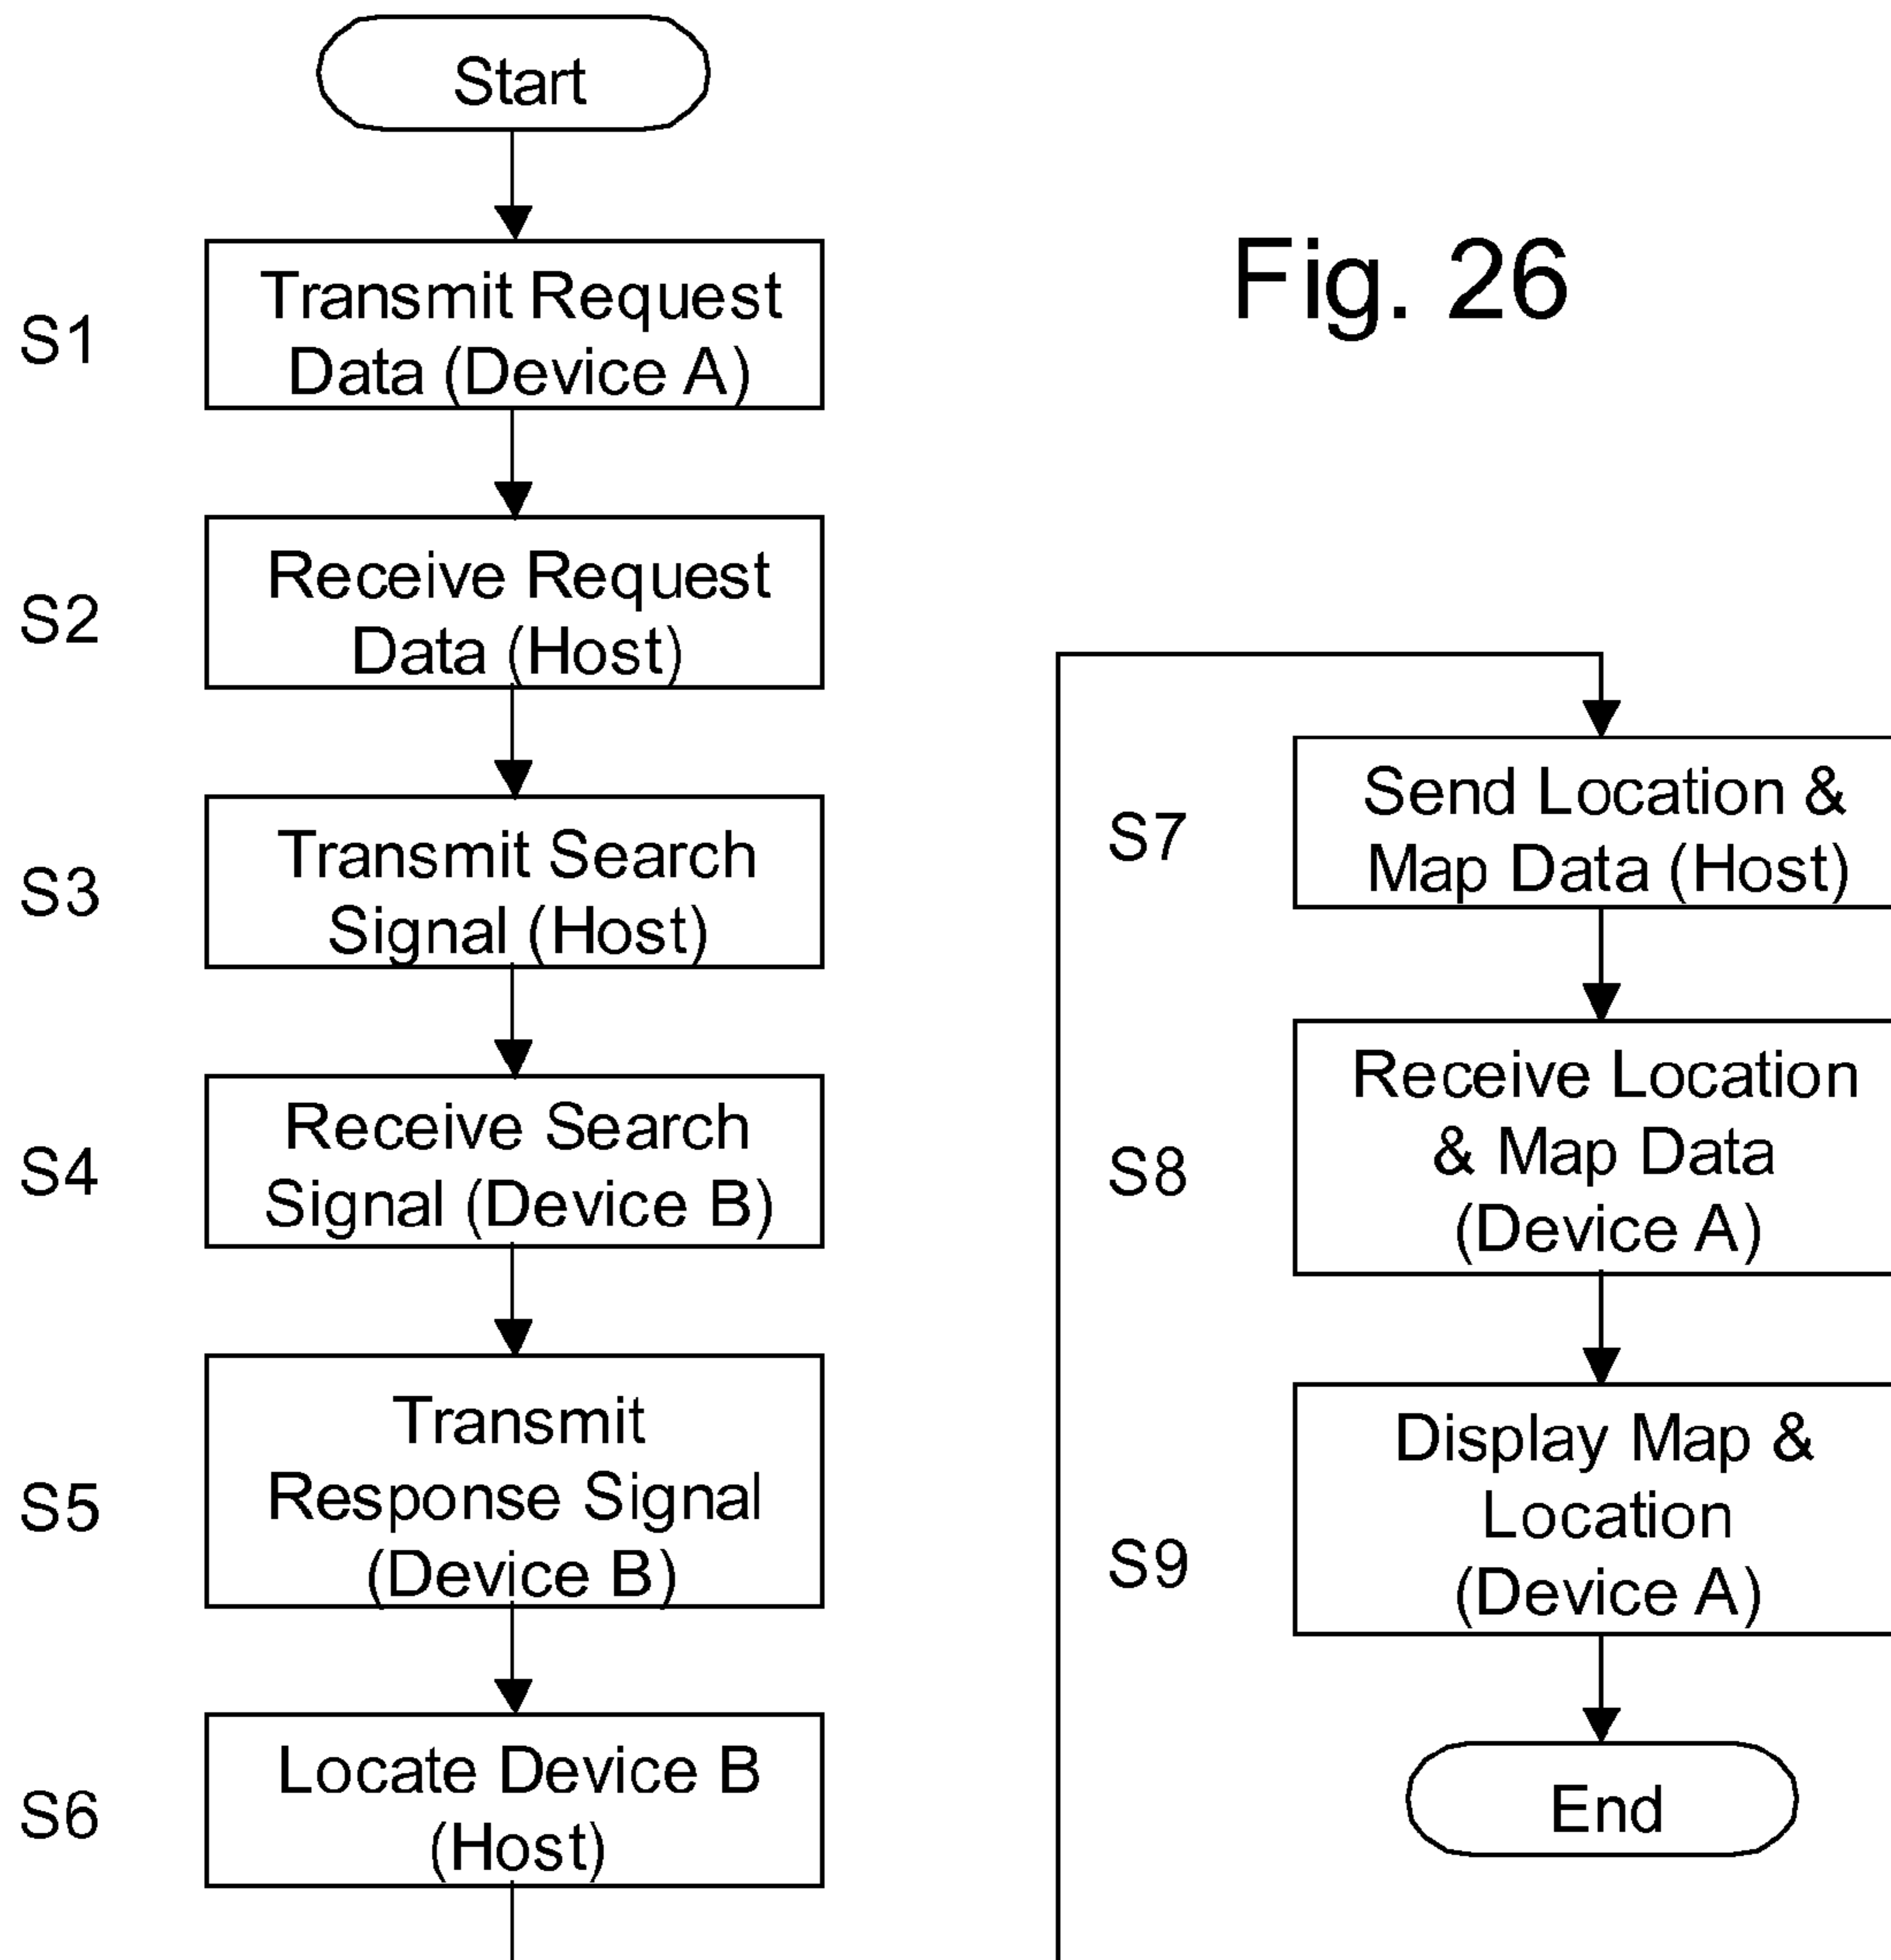 Start
Fig. 26
S1
Transmit Request
Data (Device A)
S2
Receive Request
Data (Host)
S3
Transmit Search
Signal (Host)
S4
Receive Search
Signal (Device B)
S5
Transmit
Response Signal
(Device B)
S6
Locate Device B
(Host)
S7
Send Location &
Map Data (Host)
S8
Receive Location
& Map Data
(Device A)
S9
Display Map &
Location
(Device A)
End